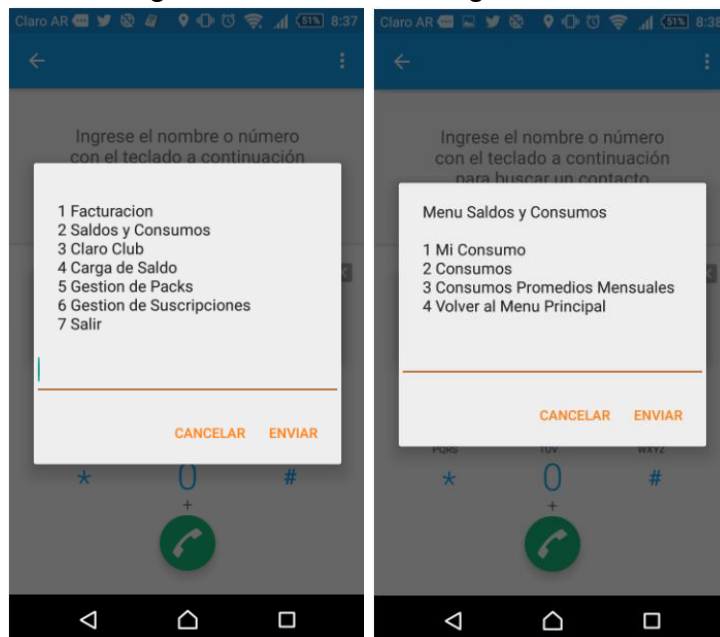 Claro AR 51% 8:37
Ingrese el nombre o número
con el teclado a continuación
1 Facturacion
2 Saldos y Consumos
3 Claro Club
4 Carga de Saldo
5 Gestion de Packs
6 Gestion de Suscripciones
7 Salir
CANCELAR ENVIAR
* 0 #
+
Claro AR 51% 8:38
Ingrese el nombre o número
con el teclado a continuación
para buscar un contacto
Menu Saldos y Consumos
1 Mi Consumo
2 Consumos
3 Consumos Promedios Mensuales
4 Volver al Menu Principal
CANCELAR ENVIAR
PQRS TUV WXYZ
* 0 #
+